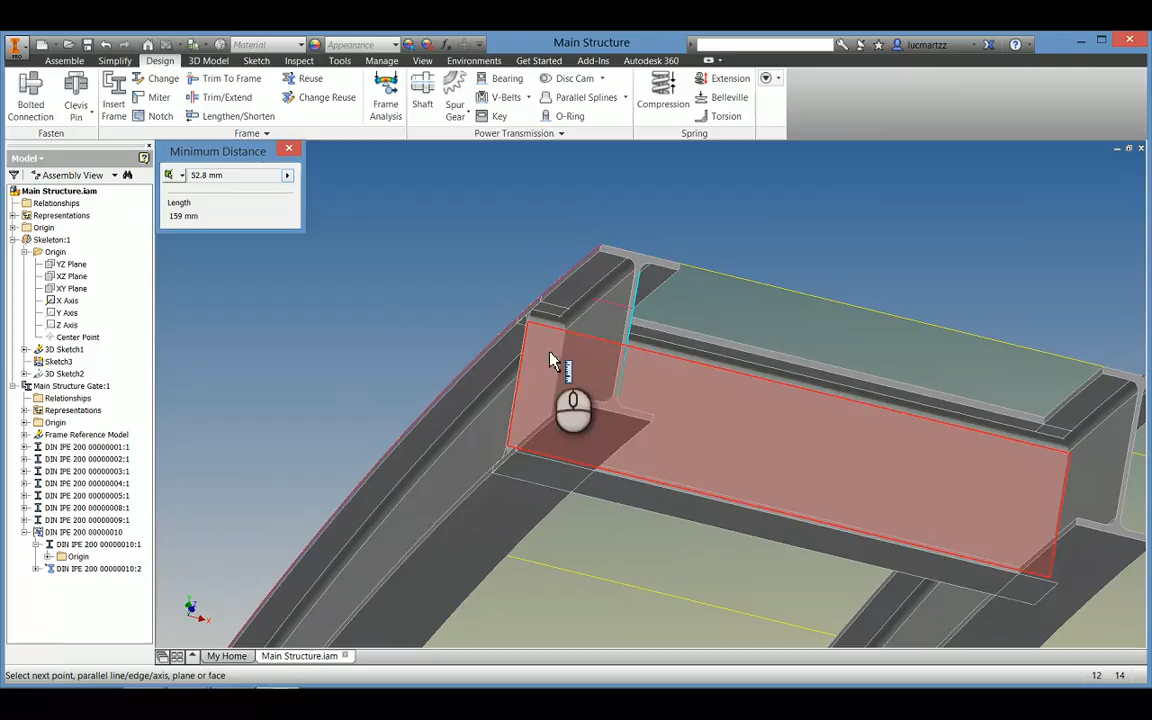 PRO
Material
Appearance
Main Structure
lucmartzz
Assemble
Simplify
Design
3D Model
Sketch
Inspect
Tools
Manage
View
Environments
Get Started
Add-Ins
Autodesk 360
Bolted Connection
Clevis Pin
Insert Frame
Change
Miter
Notch
Trim To Frame
Trim/Extend
Lengthen/Shorten
Reuse
Change Reuse
Frame Analysis
Shaft
Spur Gear
Bearing
V-Belts
Key
Disc Cam
Parallel Splines
O-Ring
Compression
Extension
Belleville
Torsion
Fasten
Frame
Power Transmission
Spring
Model
Assembly View
Main Structure.iam
Relationships
Representations
Origin
Skeleton:1
Origin
YZ Plane
XZ Plane
XY Plane
X Axis
Y Axis
Z Axis
Center Point
3D Sketch1
Sketch3
3D Sketch2
Main Structure Gate:1
Relationships
Representations
Origin
Frame Reference Model
DIN IPE 200 00000001:1
DIN IPE 200 00000002:1
DIN IPE 200 00000003:1
DIN IPE 200 00000004:1
DIN IPE 200 00000005:1
DIN IPE 200 00000008:1
DIN IPE 200 00000009:1
DIN IPE 200 00000010
DIN IPE 200 00000010:1
Origin
DIN IPE 200 00000010:2
Minimum Distance
52.8 mm
Length
159 mm
My Home
Main Structure.iam
Select next point, parallel line/edge/axis, plane or face
12 14